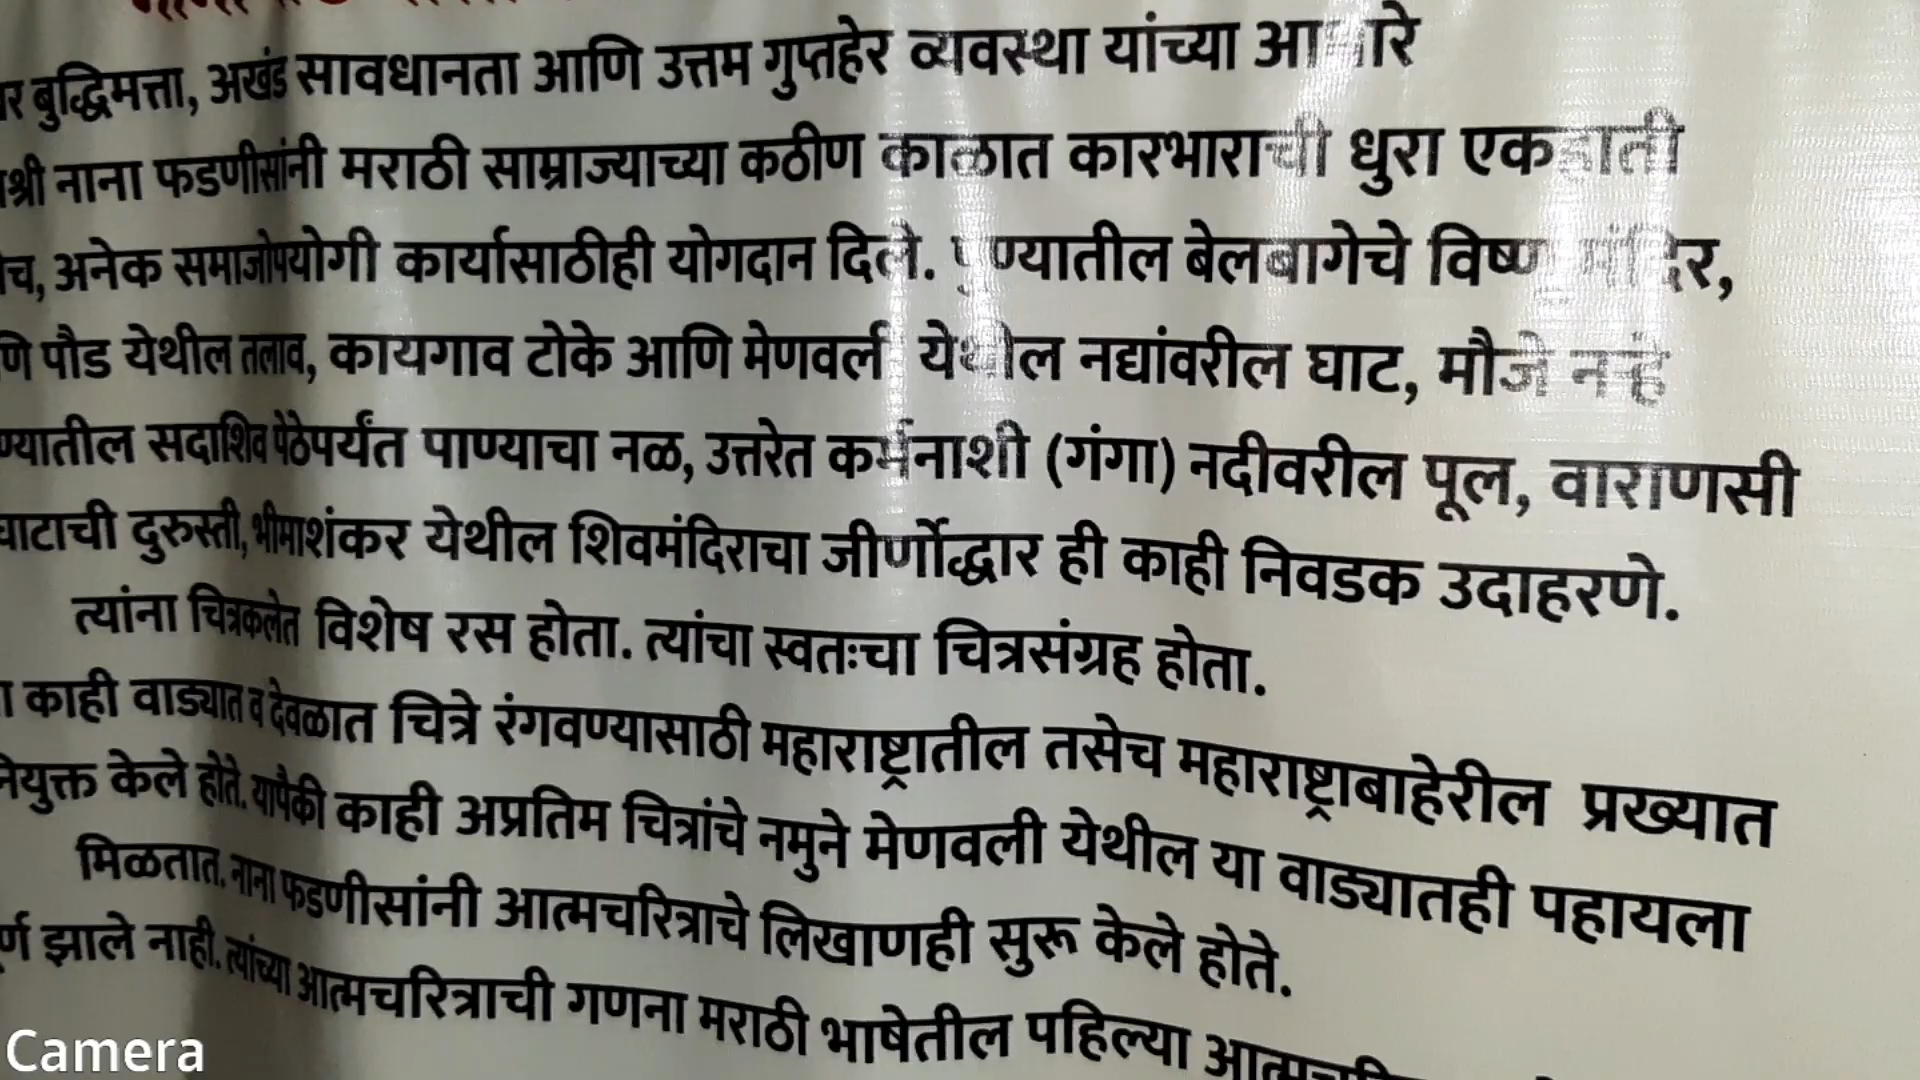 बुद्धिमत्ता, अखंड सावधानता आणि उत्तम गुप्तहेर व्यवस्था यांच्या आधारे
श्री नाना फडणीसांनी मराठी साम्राज्याच्या कठीण काळात कारभाराची धुरा एकहाती
च, अनेक समाजोपयोगी कार्यासाठीही योगदान दिले. पुण्यातील बेलबागेचे विष्णू मंदिर,
णि पौड येथील तलाव, कायगाव टोके आणि मेणवली येथील नद्यांवरील घाट, मौजे नऱ्हे
ण्यातील सदाशिव पेठेपर्यंत पाण्याचा नळ, उत्तरेत कर्मनाशी (गंगा) नदीवरील पूल, वाराणसी
घाटाची दुरुस्ती, भीमाशंकर येथील शिवमंदिराचा जीर्णोद्धार ही काही निवडक उदाहरणे.
त्यांना चित्रकलेत विशेष रस होता. त्यांचा स्वतःचा चित्रसंग्रह होता.
काही वाड्यात व देवळात चित्रे रंगवण्यासाठी महाराष्ट्रातील तसेच महाराष्ट्राबाहेरील प्रख्यात
नियुक्त केले होते. यापैकी काही अप्रतिम चित्रांचे नमुने मेणवली येथील या वाड्यातही पहायला
मिळतात. नाना फडणीसांनी आत्मचरित्राचे लिखाणही सुरू केले होते.
र्ण झाले नाही. त्यांच्या आत्मचरित्राची गणना मराठी भाषेतील पहिल्या
Camera